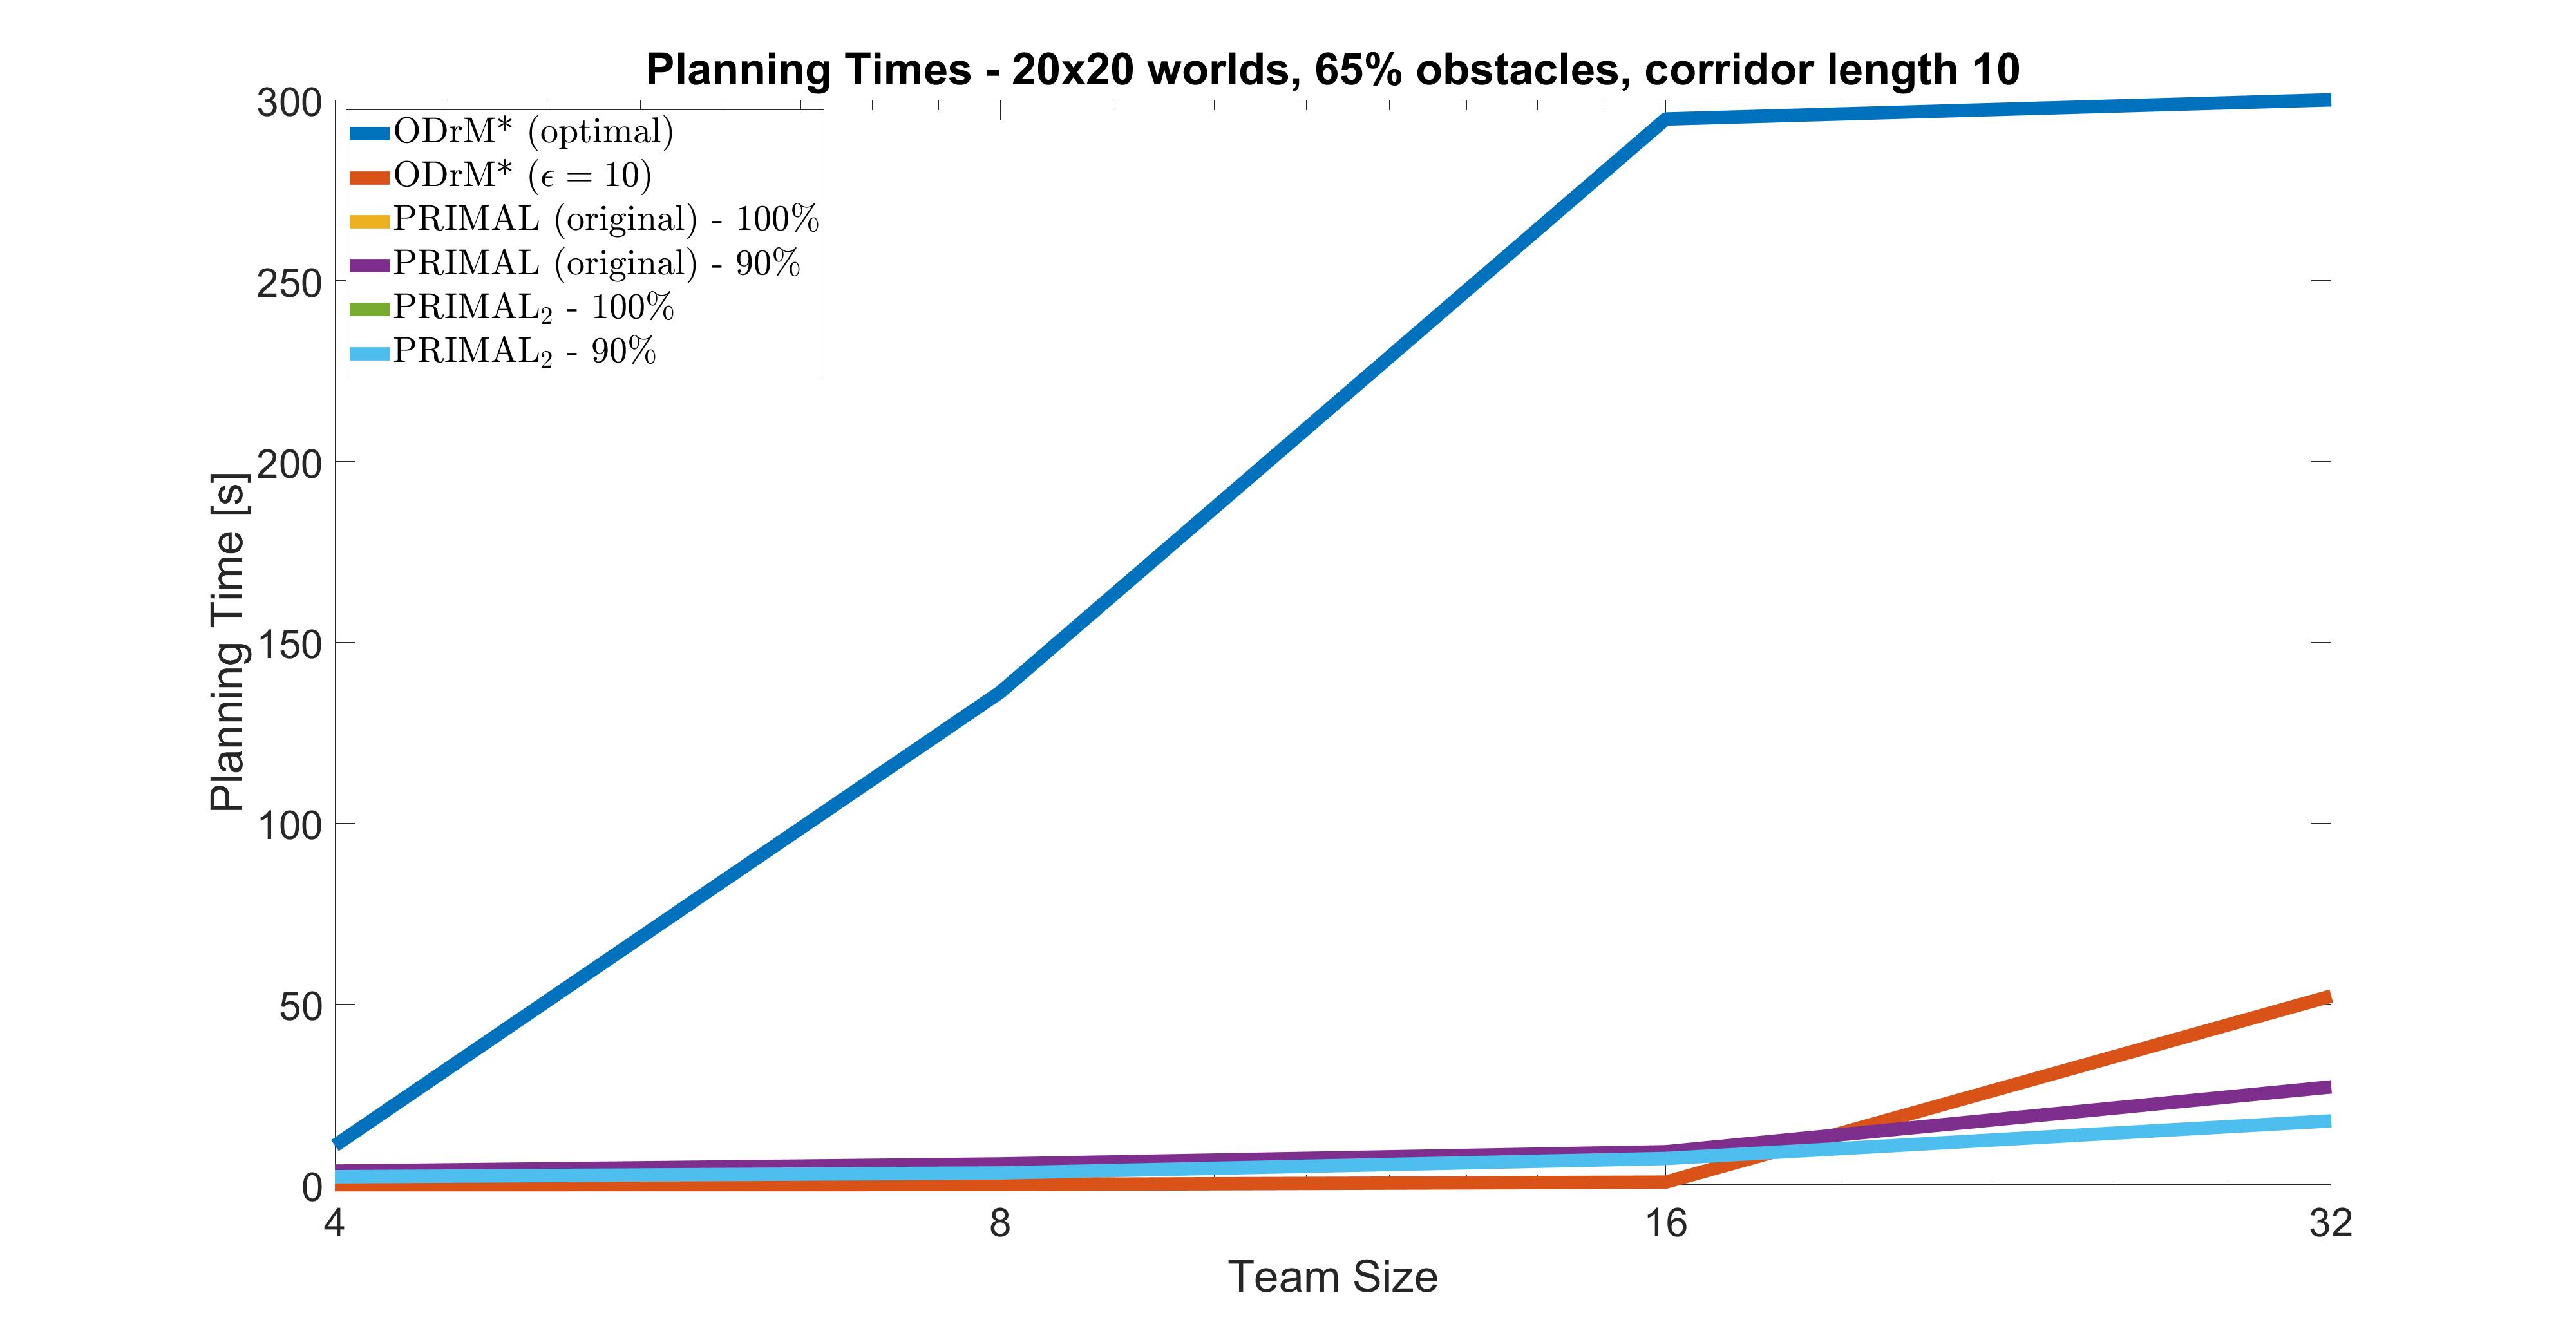 Planning Times - 20x20 worlds, 65% obstacles, corridor length 10
300
250
200
150
100
50
0
Planning Time [s]
ODrM* (optimal)
ODrM* (ϵ = 10)
PRIMAL (original) - 100%
PRIMAL (original) - 90%
PRIMAL₂ - 100%
PRIMAL₂ - 90%
4 8 16 32
Team Size